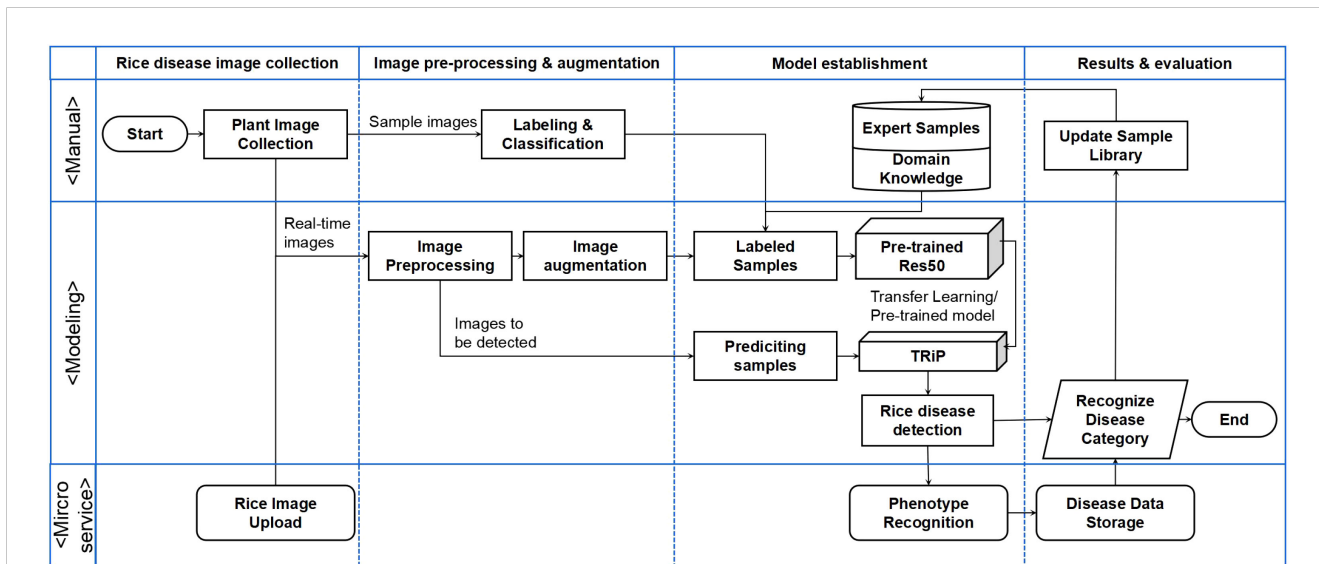 Rice disease image collection
Image pre-processing & augmentation
Model establishment
Results & evaluation
<Manual>
Start
Plant Image
Collection
Sample images
Labeling &
Classification
Expert Samples
Domain
Knowledge
Update Sample
Library
<Modeling>
Real-time
images
Image
Preprocessing
Image
augmentation
Labeled
Samples
Pre-trained
Res50
Transfer Learning/
Pre-trained model
Images to
be detected
Prediciting
samples
TRiP
Rice disease
detection
Recognize
Disease
Category
End
<Mircro
service>
Rice Image
Upload
Phenotype
Recognition
Disease Data
Storage